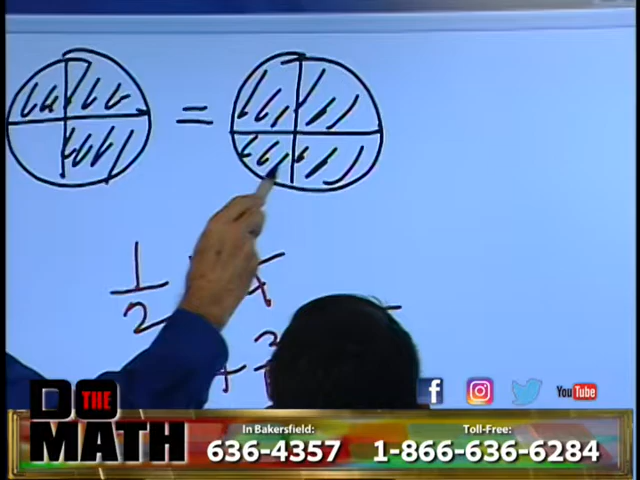 =
1
2
+
DO THE MATH
In Bakersfield:
636-4357
Toll-Free:
1-866-636-6284
f
YouTube